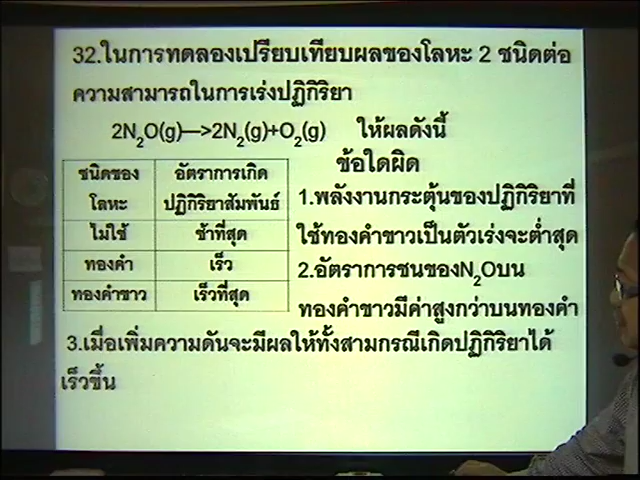 32.ในการทดลองเปรียบเทียบผลของโลหะ 2 ชนิดต่อ
ความสามารถในการเร่งปฏิกิริยา
2N₂O(g)—>2N₂(g)+O₂(g) ให้ผลดังนี้
ข้อใดผิด
ชนิดของ อัตราการเกิด
โลหะ ปฏิกิริยาสัมพันธ์
ไม่ใช้ ช้าที่สุด
ทองคำ เร็ว
ทองคำขาว เร็วที่สุด
1.พลังงานกระตุ้นของปฏิกิริยาที่
ใช้ทองคำขาวเป็นตัวเร่งจะต่ำสุด
2.อัตราการชนของN₂Oบน
ทองคำขาวมีค่าสูงกว่าบนทองคำ
3.เมื่อเพิ่มความดันจะมีผลให้ทั้งสามกรณีเกิดปฏิกิริยาได้
เร็วขึ้น